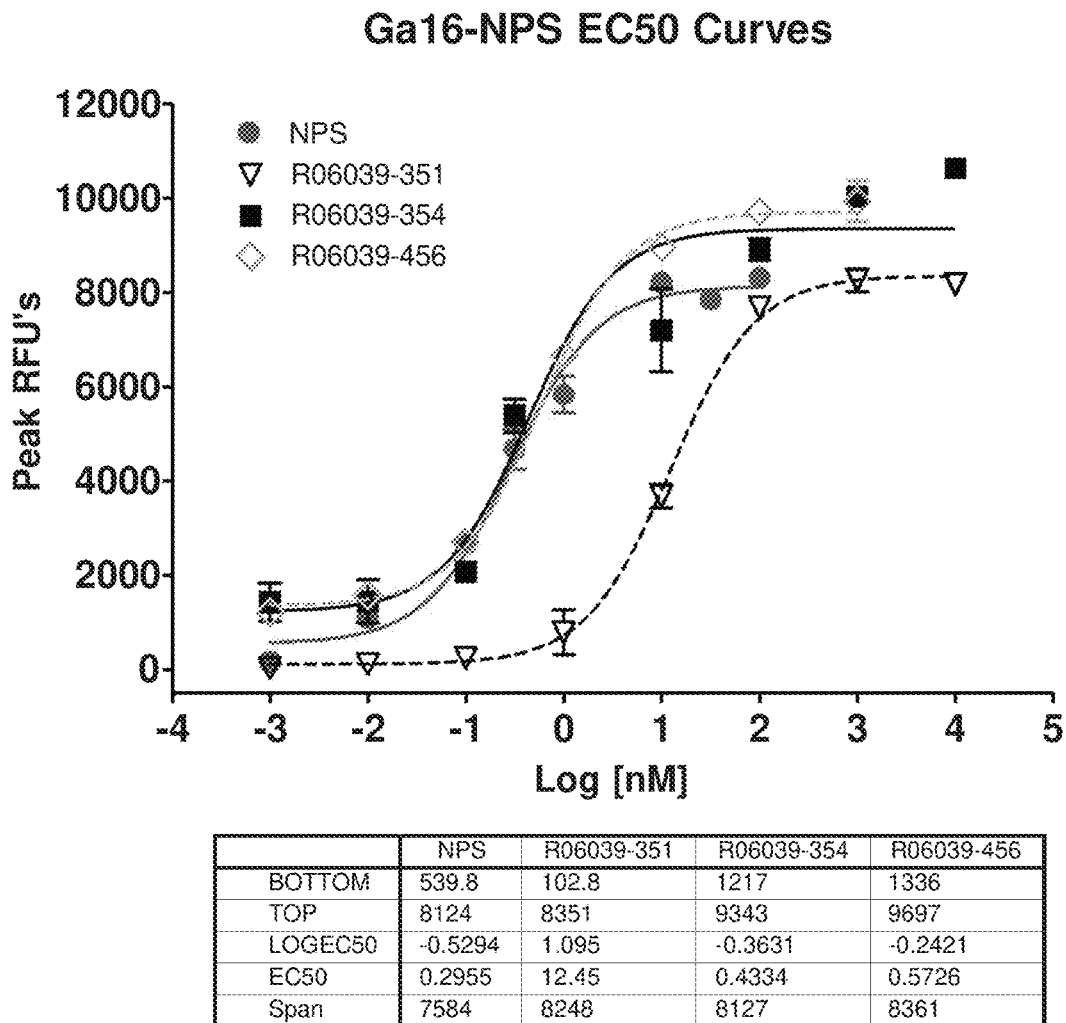 Ga16-NPS EC50 Curves
12000
10000
8000
6000
4000
2000
0
Peak RFU's
NPS
R06039-351
R06039-354
R06039-456
-4 -3 -2 -1 0 1 2 3 4 5
Log [nM]
NPS R06039-351 R06039-354 R06039-456
BOTTOM 539.8 102.8 1217 1336
TOP 8124 8351 9343 9697
LOGEC50 -0.5294 1.095 -0.3631 -0.2421
EC50 0.2955 12.45 0.4334 0.5726
Span 7584 8248 8127 8361